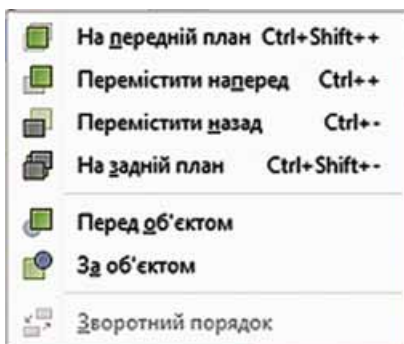 На передній план Ctrl+Shift++
Перемістити наперед Ctrl++
Перемістити назад Ctrl+-
На задній план Ctrl+Shift+-
Перед об'єктом
За об'єктом
Зворотний порядок